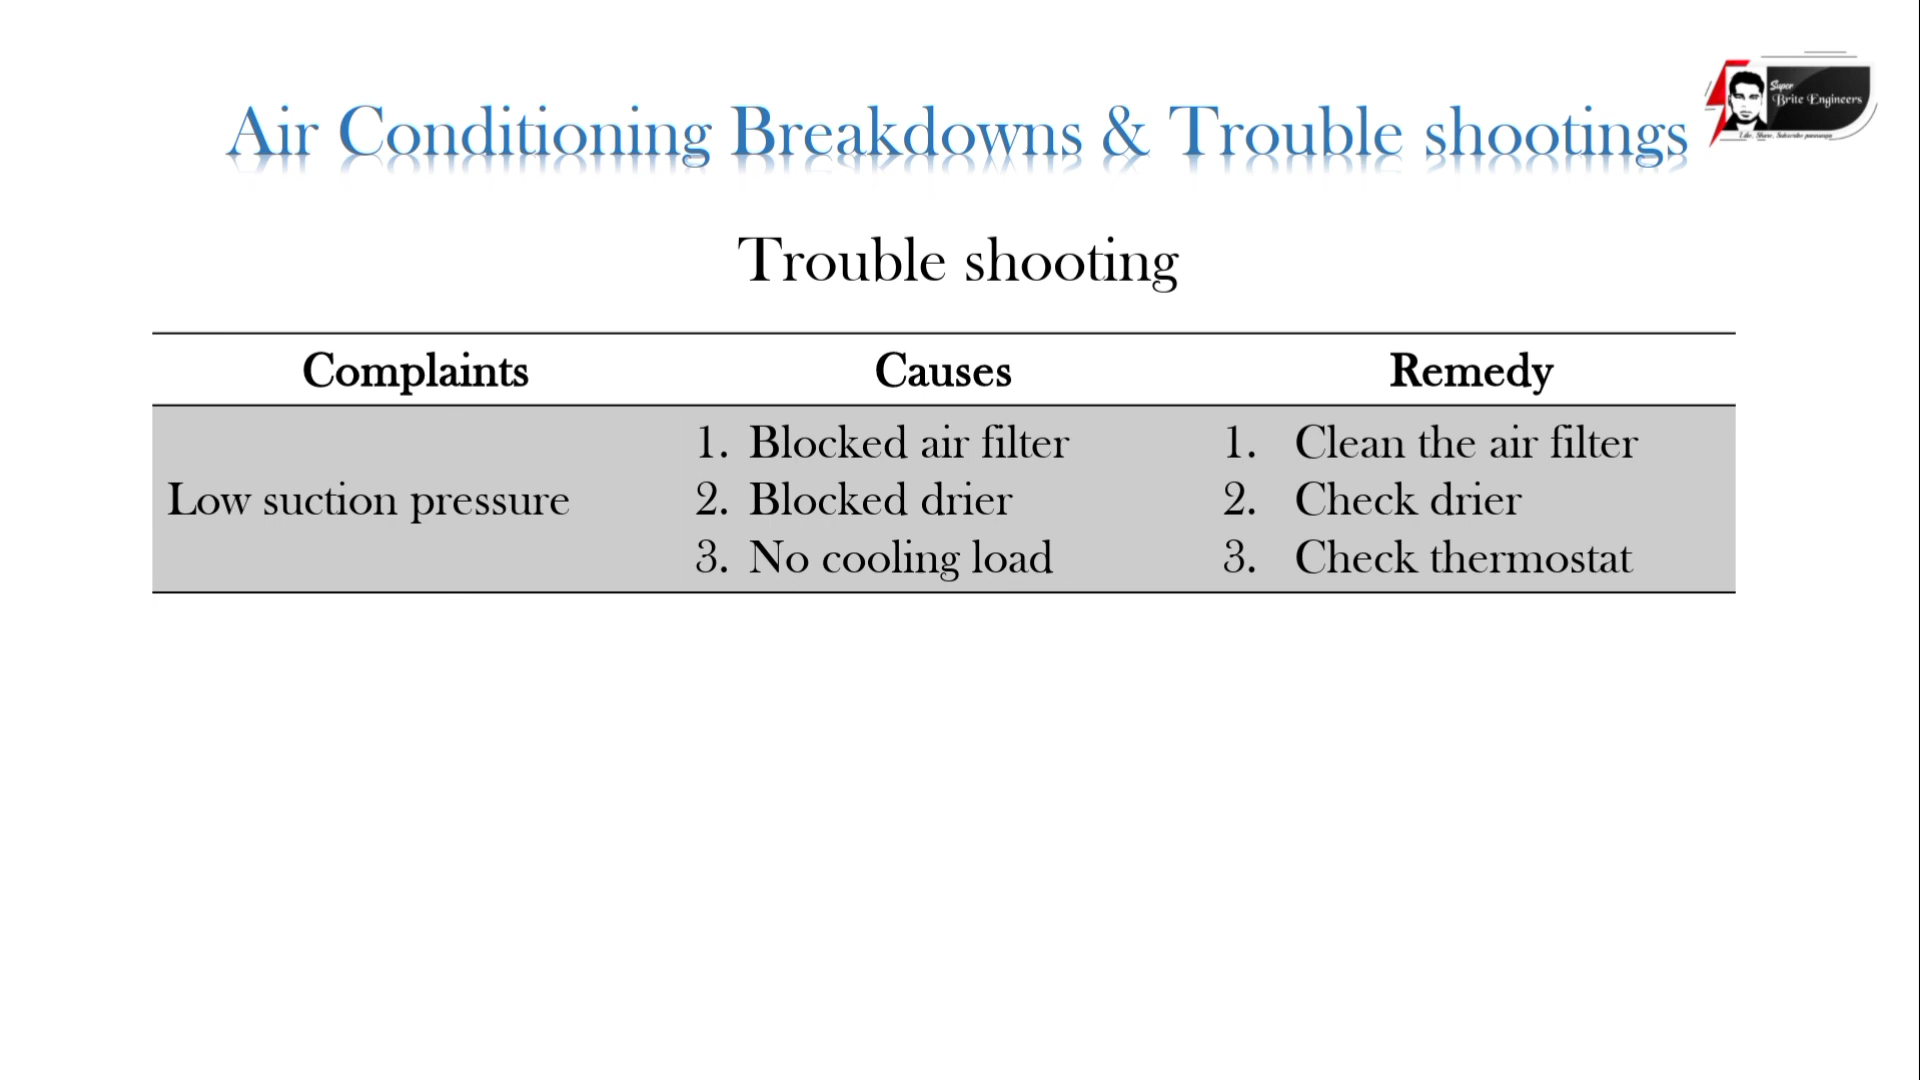 Air Conditioning Breakdowns & Trouble shootings
Super
Brite Engineers
Trouble shooting
Complaints Causes Remedy
Low suction pressure
1. Blocked air filter
2. Blocked drier
3. No cooling load
1. Clean the air filter
2. Check drier
3. Check thermostat